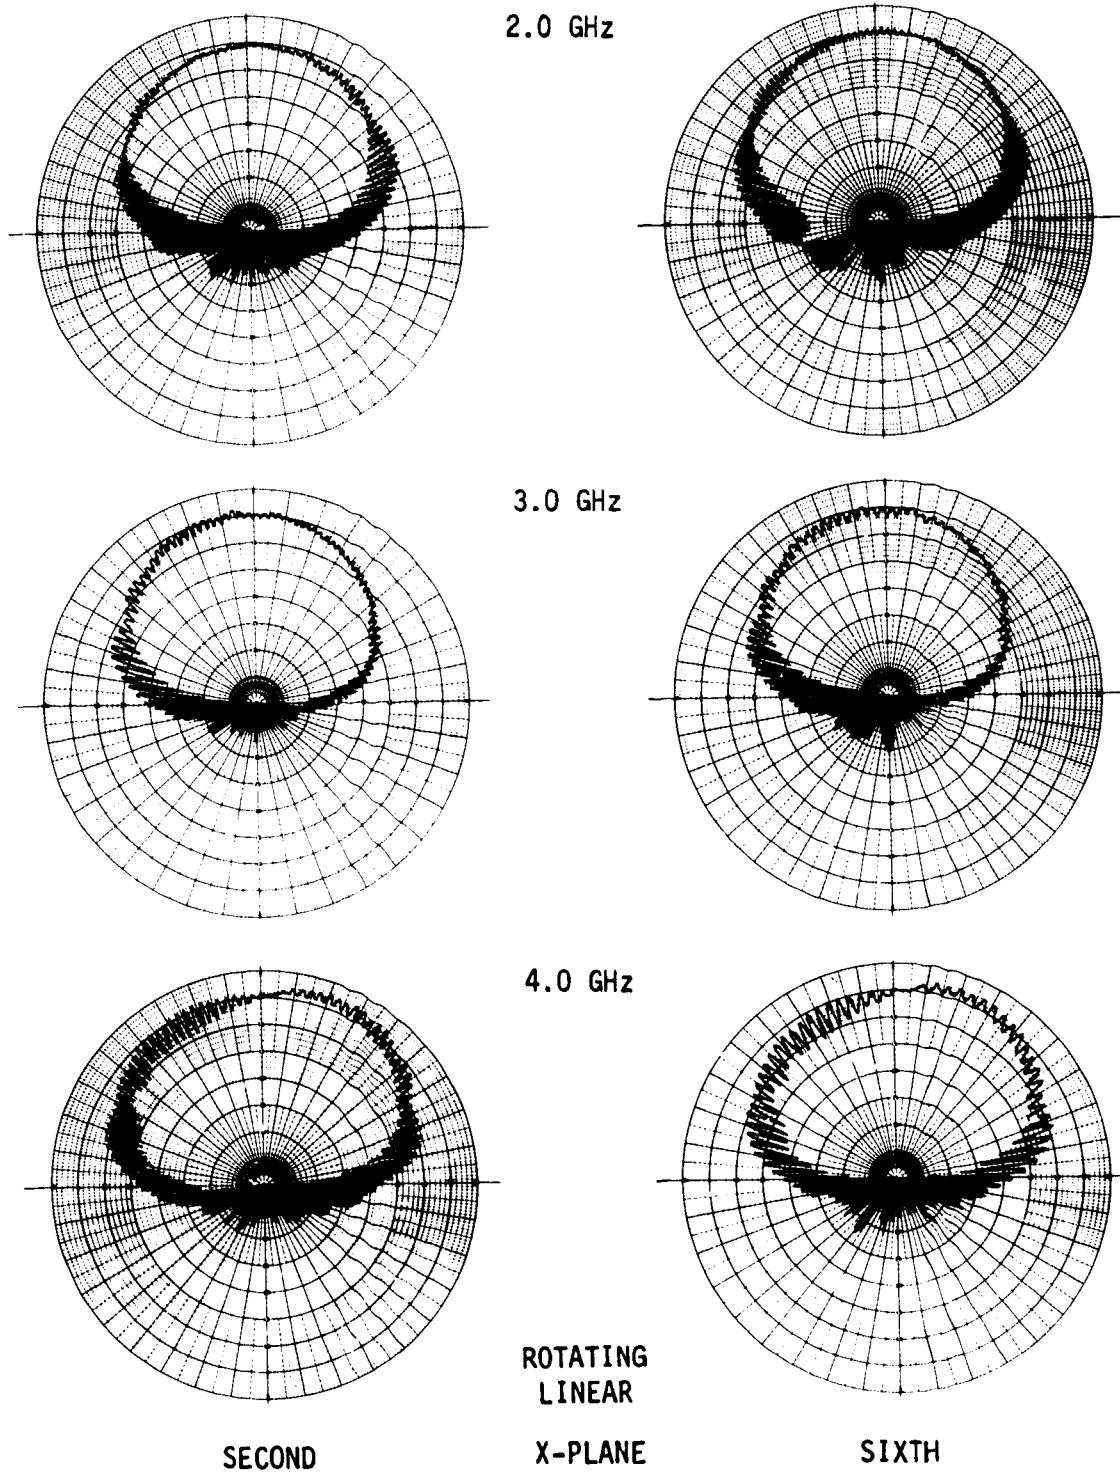 2.0 GHz
3.0 GHz
4.0 GHz
ROTATING
LINEAR
SECOND X-PLANE SIXTH